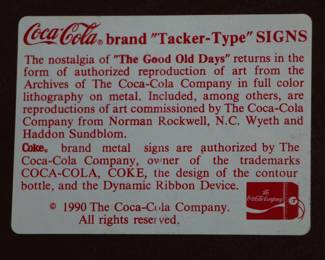 Coca-Cola® brand "Tacker-Type" SIGNS
The nostalgia of "The Good Old Days" returns in the
form of authorized reproduction of art from the
Archives of The Coca-Cola Company in full color
lithography on metal. Included, among others, are
reproductions of art commissioned by The Coca-Cola
Company from Norman Rockwell, N.C. Wyeth and
Haddon Sundblom.
Coke® brand metal signs are authorized by The
Coca-Cola Company, owner of the trademarks
COCA-COLA, COKE, the design of the contour
bottle, and the Dynamic Ribbon Device.
© 1990 The Coca-Cola Company.
All rights reserved.
The
Coca-Cola Company